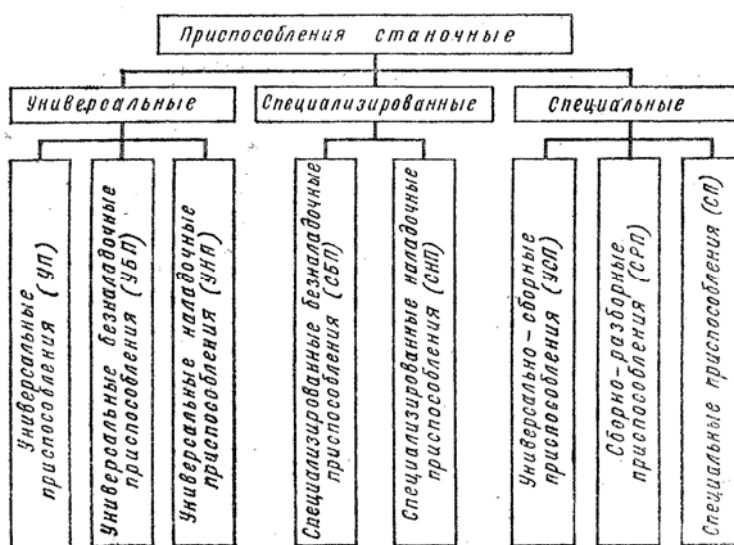 Приспособления станочные
Универсальные
Специализированные
Специальные
Универсальные
приспособления (УП)
Универсальные безналадочные
приспособления (УБП)
Универсальные наладочные
приспособления (УНП)
Специализированные безналадочные
приспособления (СБП)
Специализированные наладочные
приспособления (СНП)
Универсально-сборные
приспособления (УСП)
Сборно-разборные
приспособления (СРП)
Специальные приспособления (СП)